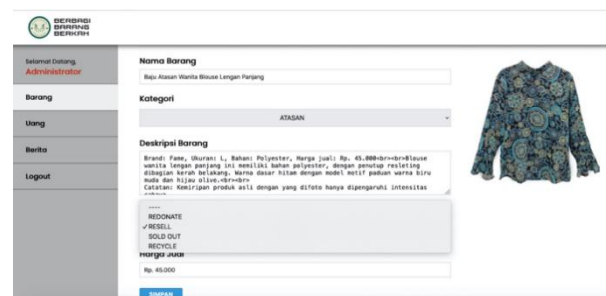 BERBAGI
BARANG
BERKAH
Selamat Datang,
Administrator
Barang
Uang
Berita
Logout
Nama Barang
Baju Atasan Wanita Blouse Lengan Panjang
Kategori
ATASAN
Deskripsi Barang
Brand: Fame, Ukuran: L, Bahan: Polyester, Harga jual: Rp. 45.000<br><br>Blouse
wanita lengan panjang ini memiliki bahan polyester, dengan penutup resleting
dibagian kerah belakang. Warna dasar hitam dengan model motif paduan warna biru
muda dan hijau olive.<br><br>
Catatan: Kemiripan produk asli dengan yang difoto hanya dipengaruhi intensitas
cahaya
----
REDONATE
✓RESELL
SOLD OUT
RECYCLE
Harga Jual
Rp. 45.000
SIMPAN